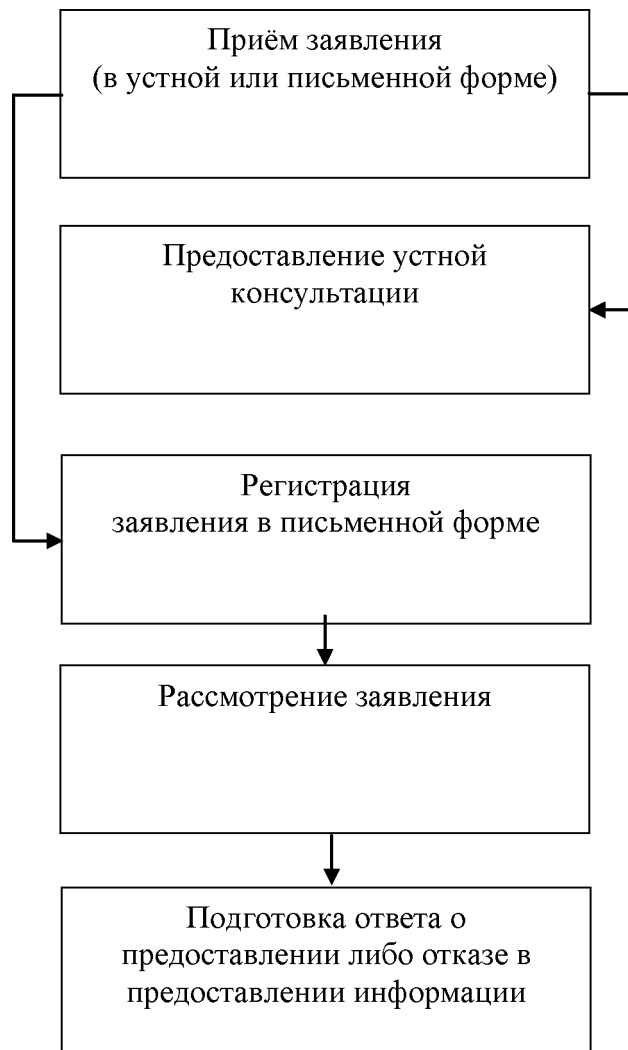 Приём заявления
(в устной или письменной форме)
Предоставление устной
консультации
Регистрация
заявления в письменной форме
Рассмотрение заявления
Подготовка ответа о
предоставлении либо отказе в
предоставлении информации